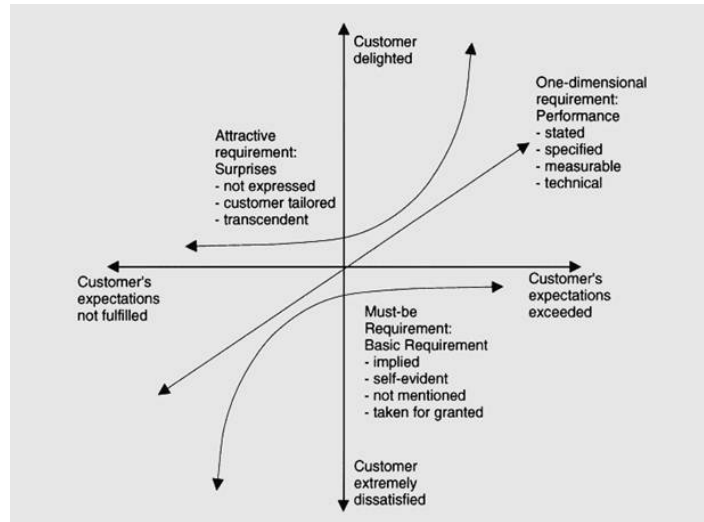 Customer
delighted
One-dimensional
requirement:
Performance
- stated
- specified
- measurable
- technical
Attractive
requirement:
Surprises
- not expressed
- customer tailored
- transcendent
Customer's
expectations
not fulfilled
Customer's
expectations
exceeded
Must-be
Requirement:
Basic Requirement
- implied
- self-evident
- not mentioned
- taken for granted
Customer
extremely
dissatisfied